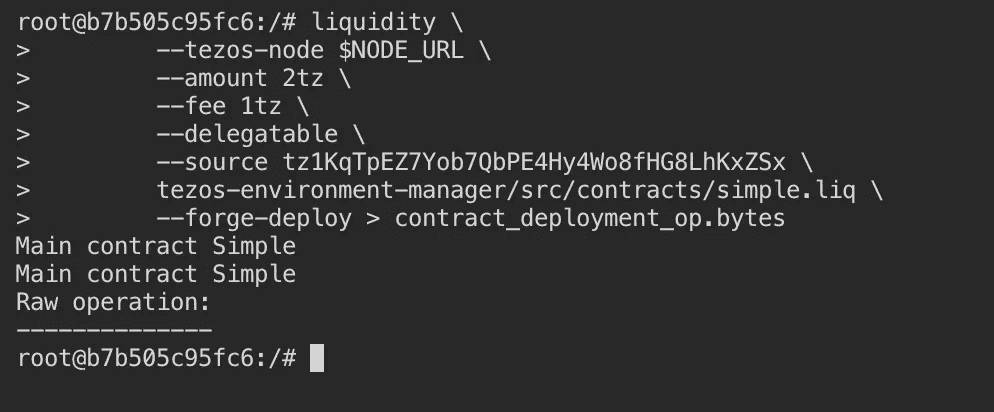 root@b7b505c95fc6:/# liquidity \
>        --tezos-node $NODE_URL \
>        --amount 2tz \
>        --fee 1tz \
>        --delegatable \
>        --source tz1KqTpEZ7Yob7QbPE4Hy4Wo8fHG8LhKxZSx \
>        tezos-environment-manager/src/contracts/simple.liq \
>        --forge-deploy > contract_deployment_op.bytes
Main contract Simple
Main contract Simple
Raw operation:
--------------
root@b7b505c95fc6:/#